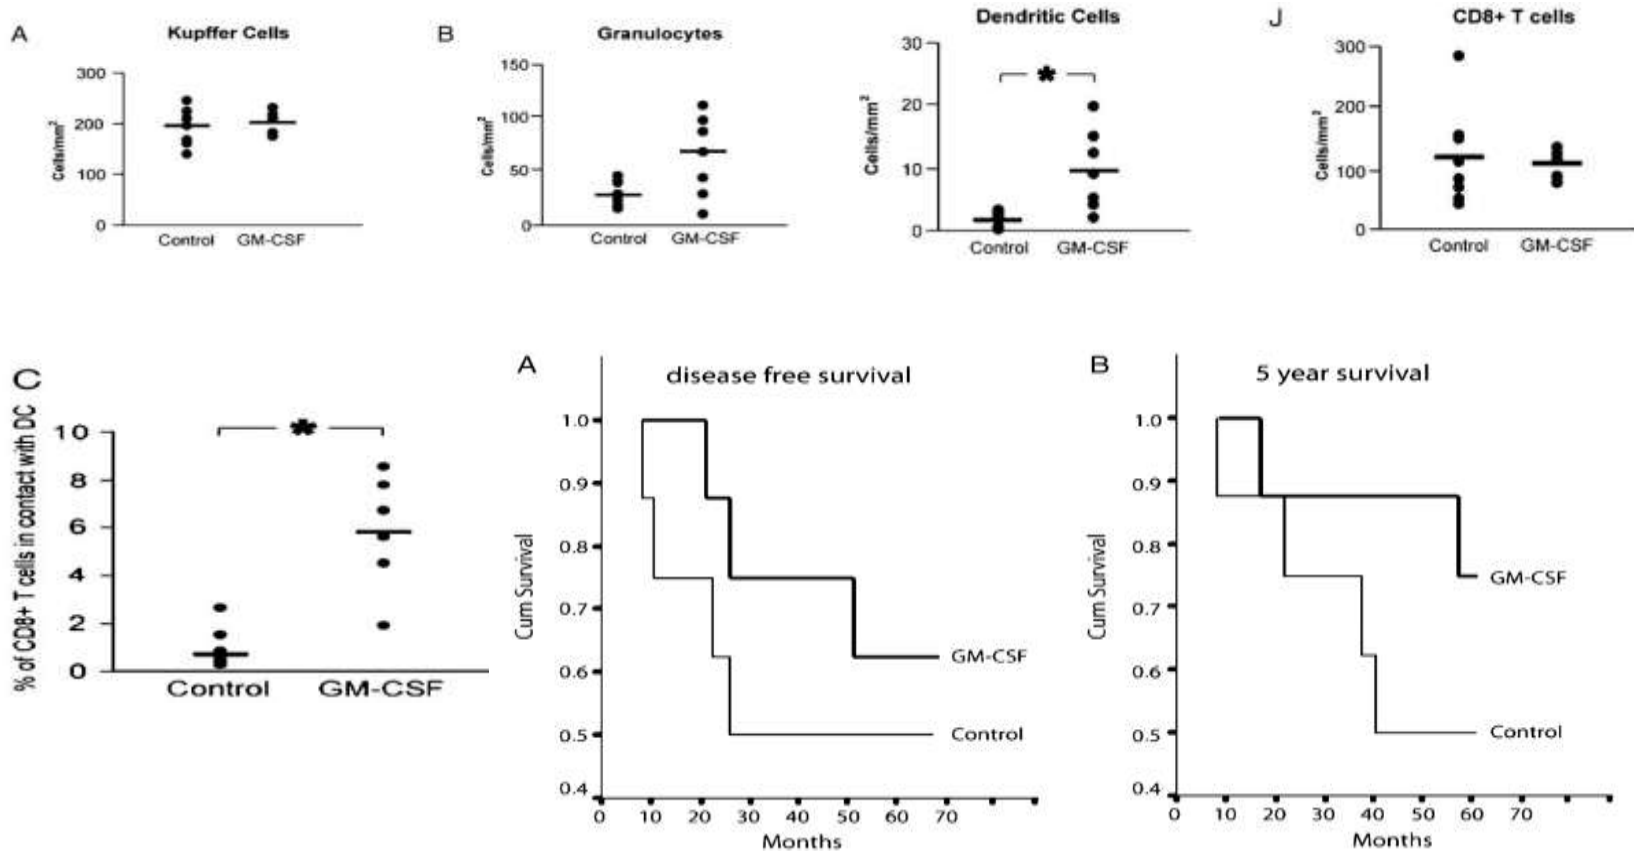 A
Kupffer Cells
Cells/mm²
300
200
100
0
Control GM-CSF
B
Granulocytes
Cells/mm²
150
100
50
0
Control GM-CSF
Dendritic Cells
Cells/mm²
30
20
10
0
*
Control GM-CSF
J
CD8+ T cells
Cells/mm²
300
200
100
0
Control GM-CSF
C
% of CD8+ T cells in contact with DC
10
8
6
4
2
0
*
Control GM-CSF
A
disease free survival
Cum Survival
1.0
0.9
0.8
0.7
0.6
0.5
0.4
GM-CSF
Control
0 10 20 30 40 50 60 70
Months
B
5 year survival
Cum Survival
1.0
0.9
0.8
0.7
0.6
0.5
0.4
GM-CSF
Control
0 10 20 30 40 50 60 70
Months